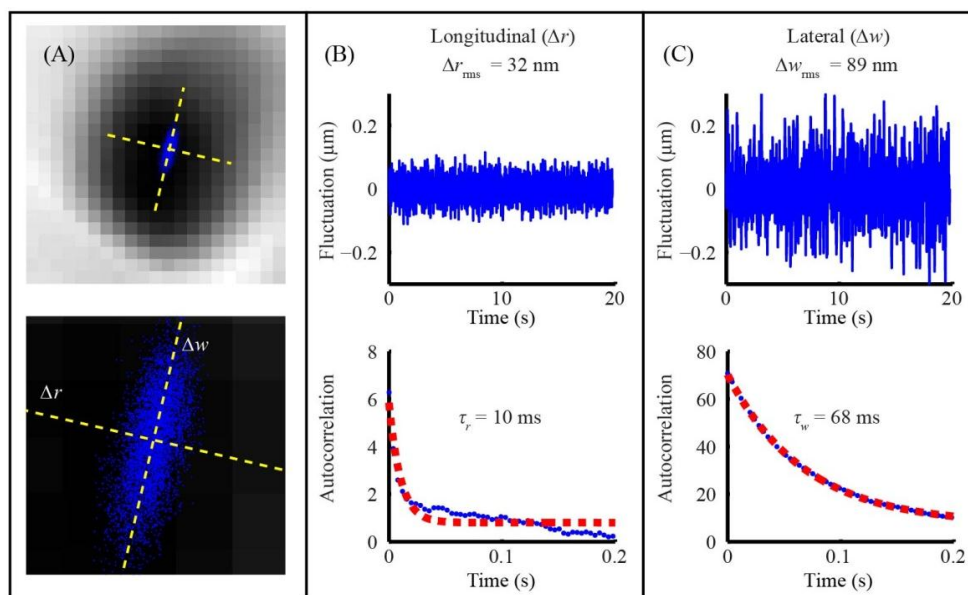 (A)
Δw
Δr
(B)
Longitudinal (Δr)
Δr_rms = 32 nm
Fluctuation (μm)
0.2
0
−0.2
0
10
20
Time (s)
Autocorrelation
8
6
4
2
0
τ_r = 10 ms
0
0.1
0.2
Time (s)
(C)
Lateral (Δw)
Δw_rms = 89 nm
Fluctuation (μm)
0.2
0
−0.2
0
10
20
Time (s)
Autocorrelation
80
60
40
20
0
τ_w = 68 ms
0
0.1
0.2
Time (s)